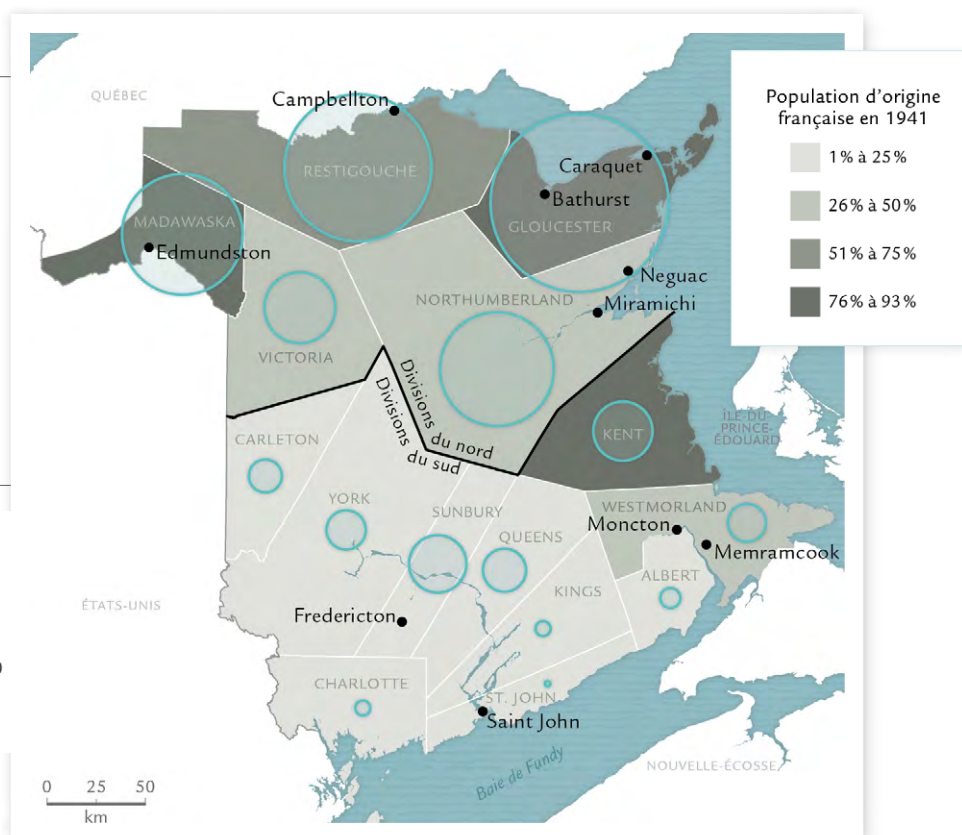 QUÉBEC
Campbellton
RESTIGOUCHE
Caraquet
Bathurst
GLOUCESTER
MADAWASKA
Edmundston
Neguac
NORTHUMBERLAND
Miramichi
VICTORIA
Divisions
du nord
Divisions
du sud
CARLETON
KENT
ÎLE-DU-
PRINCE-
ÉDOUARD
YORK
SUNBURY
QUEENS
WESTMORLAND
Moncton
Memramcook
KINGS
ALBERT
ÉTATS-UNIS
Fredericton
CHARLOTTE
ST. JOHN
Saint John
Baie de Fundy
NOUVELLE-ÉCOSSE
0 25 50
km
Population d'origine
française en 1941
1 % à 25 %
26 % à 50 %
51 % à 75 %
76 % à 93 %